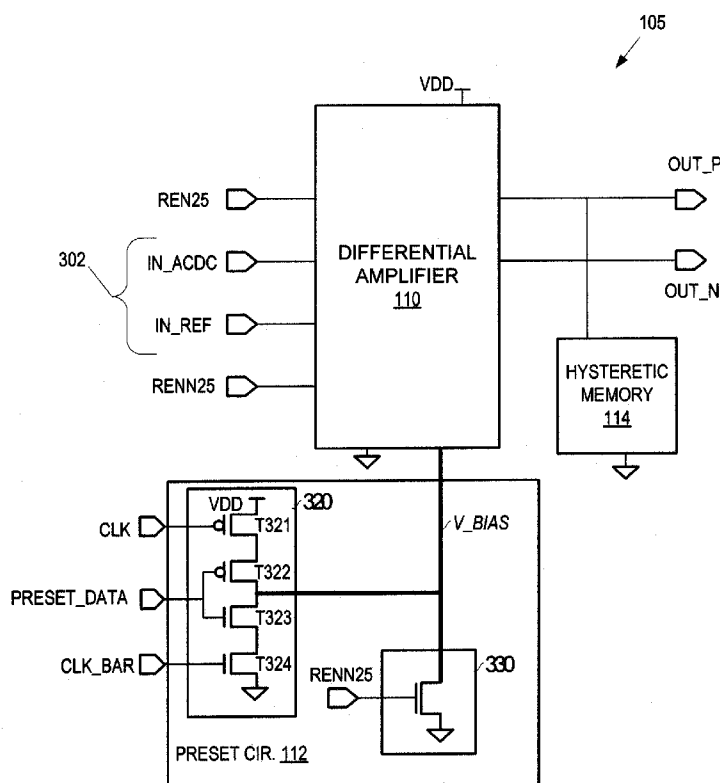 105
VDD
REN25
302
IN_ACDC
IN_REF
RENN25
DIFFERENTIAL
AMPLIFIER
110
OUT_P
OUT_N
HYSTERETIC
MEMORY
114
VDD
320
CLK
T321
T322
PRESET_DATA
T323
CLK_BAR
T324
V_BIAS
RENN25
330
PRESET CIR. 112